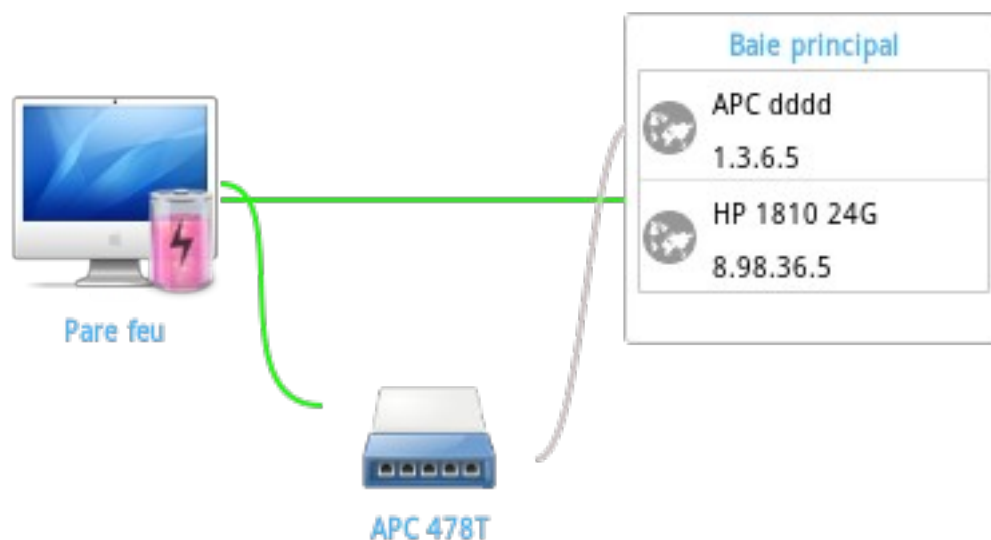 Baie principal
APC dddd
1.3.6.5
HP 1810 24G
8.98.36.5
Pare feu
APC 478T